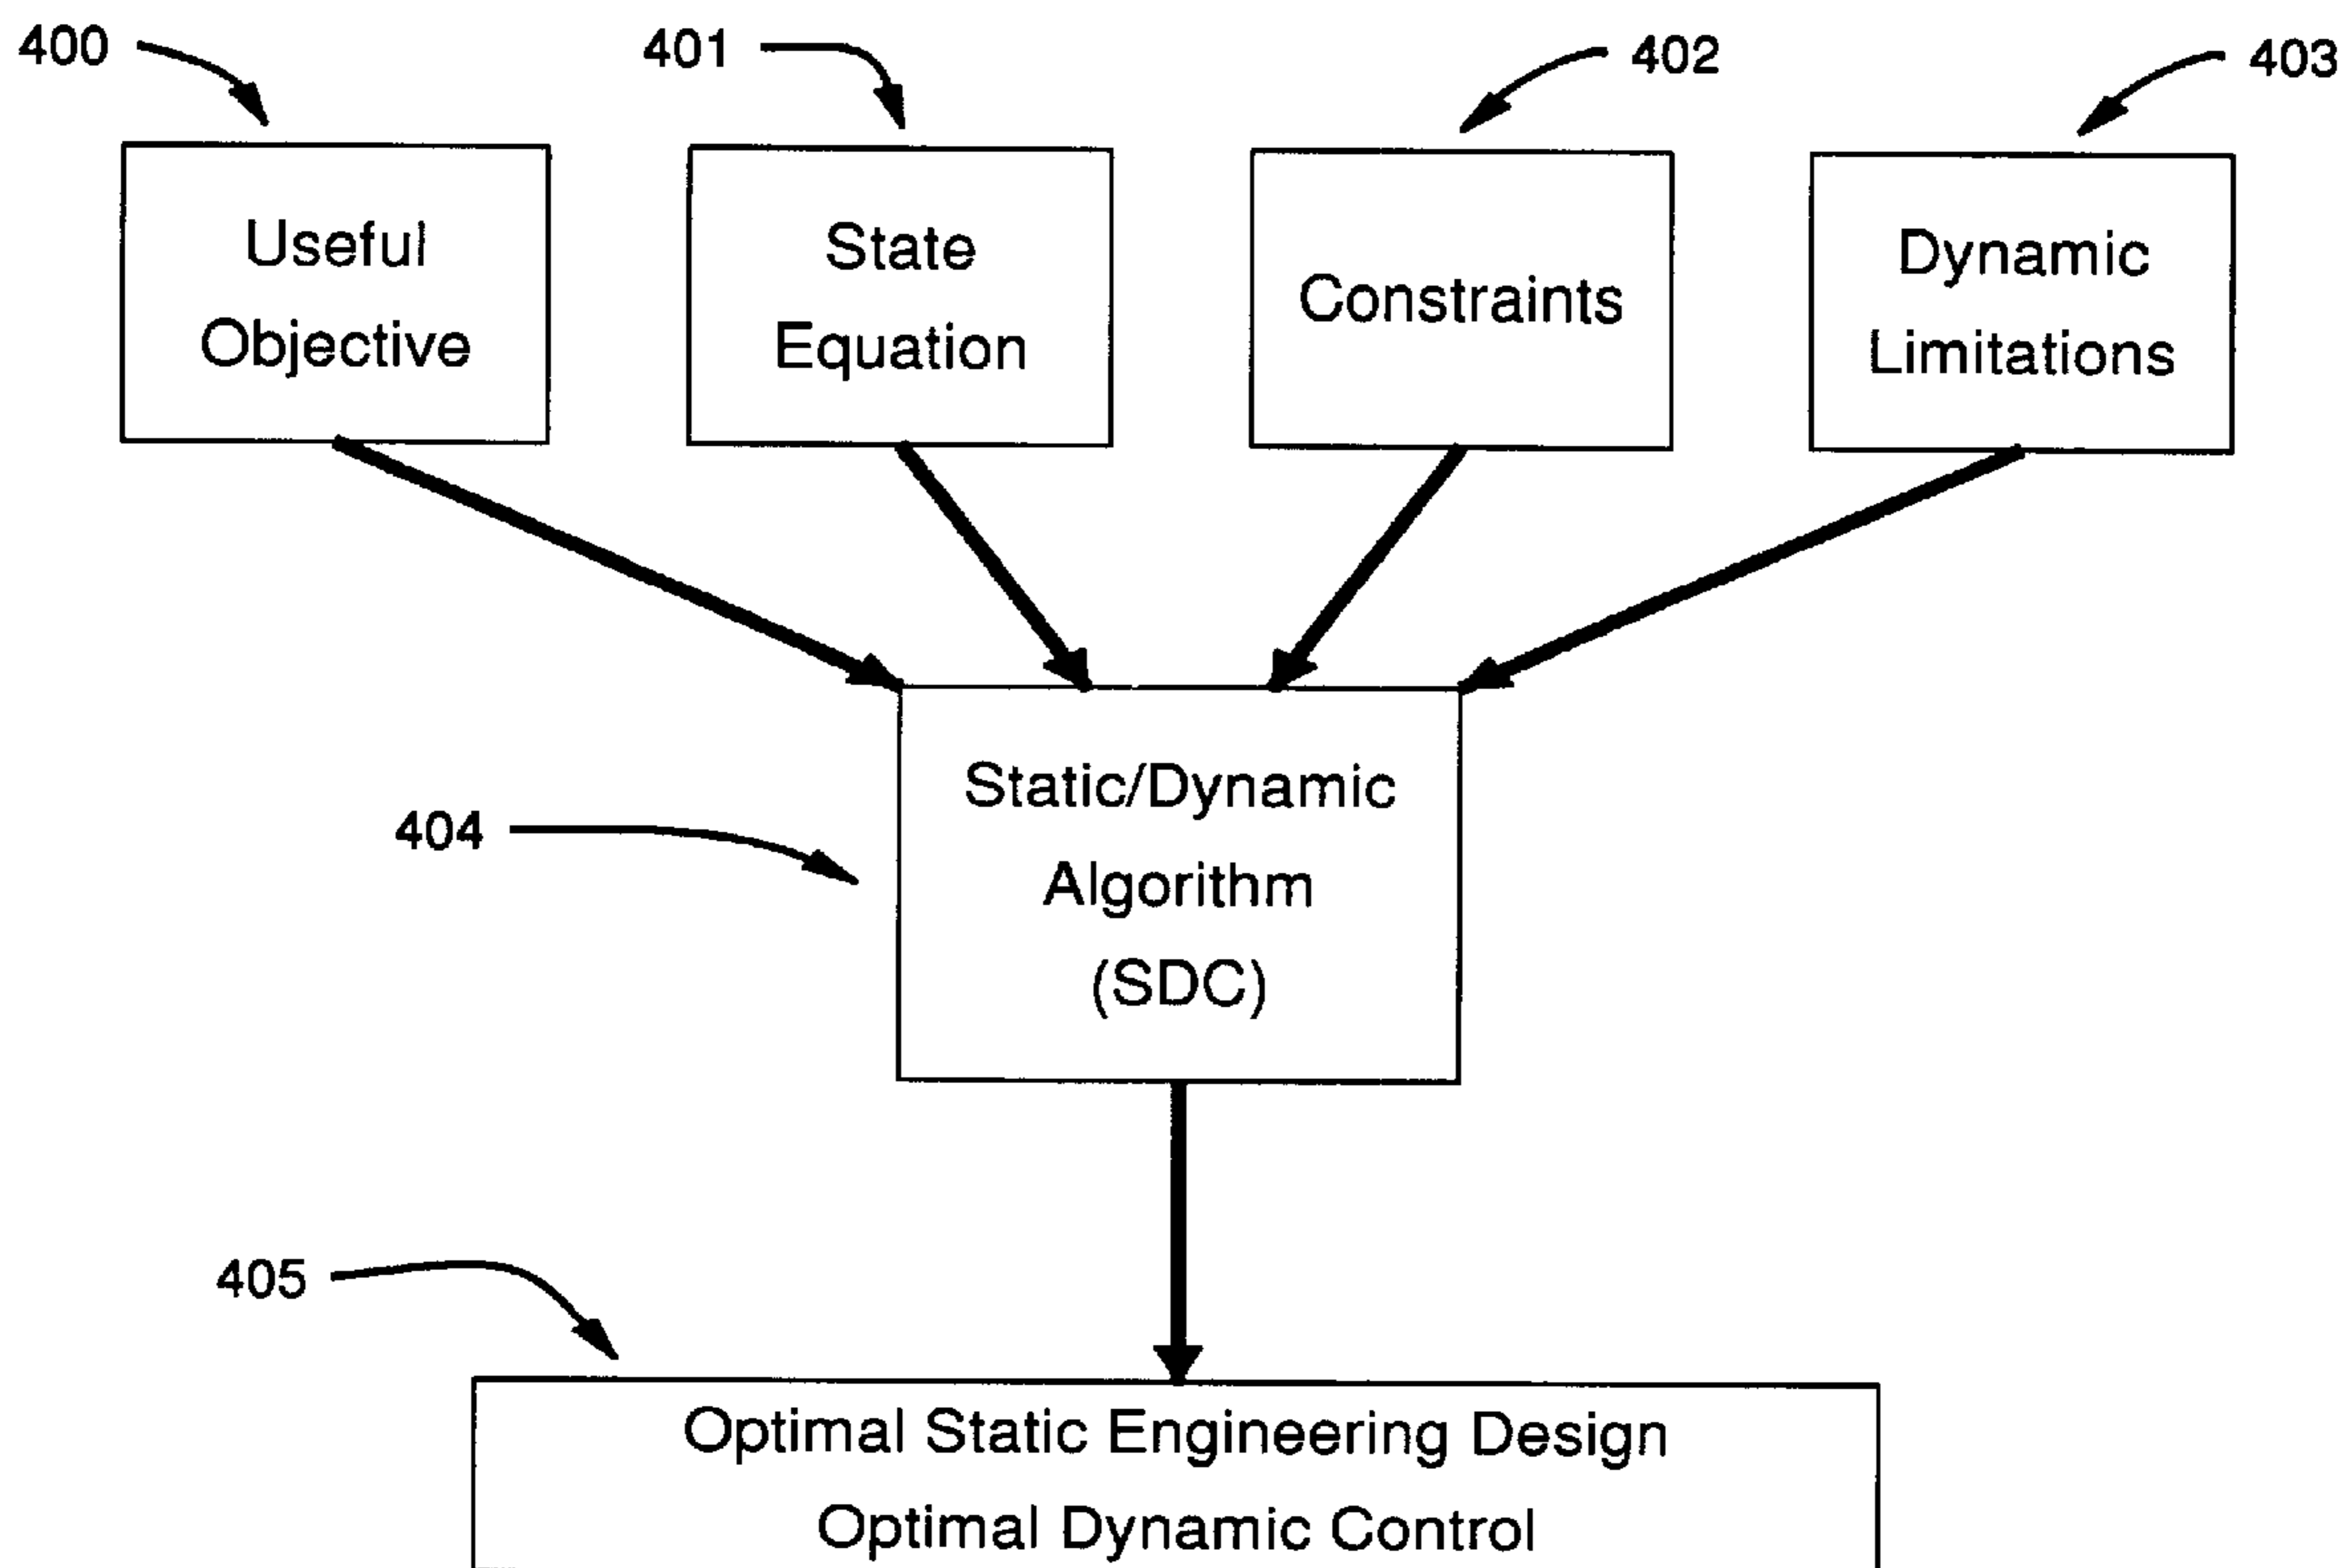 400
401
402
403
Useful
Objective
State
Equation
Constraints
Dynamic
Limitations
404
Static/Dynamic
Algorithm
(SDC)
405
Optimal Static Engineering Design
Optimal Dynamic Control